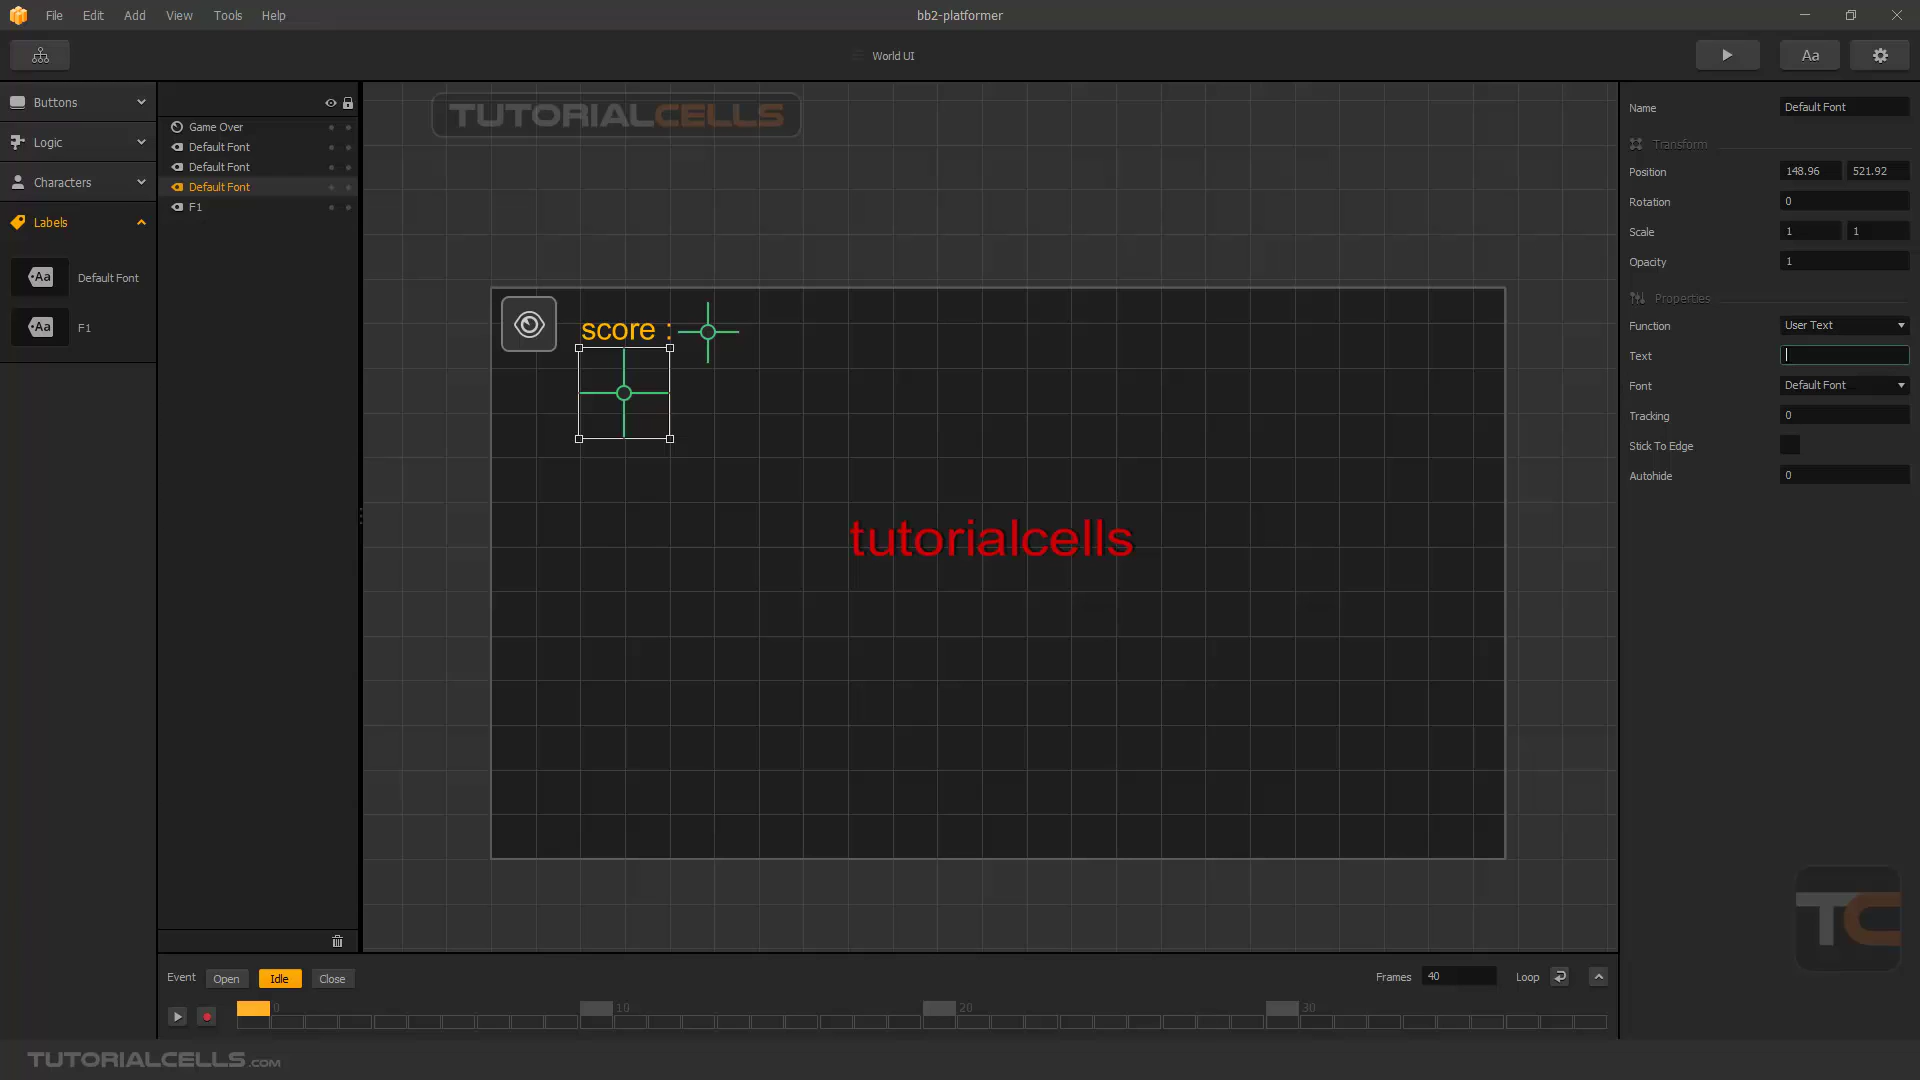 File Edit Add View Tools Help
bb2-platformer
World UI
Aa
Buttons
Logic
Characters
Labels
Aa Default Font
Aa F1
Game Over
Default Font
Default Font
Default Font
F1
TUTORIALCELLS
score :
tutorialcells
Name Default Font
Transform
Position 148.96 521.92
Rotation 0
Scale 1 1
Opacity 1
Properties
Function User Text
Text
Font Default Font
Tracking 0
Stick To Edge
Autohide 0
TC
Event Open Idle Close
Frames 40 Loop
0 10 20 30
TUTORIALCELLS.COM